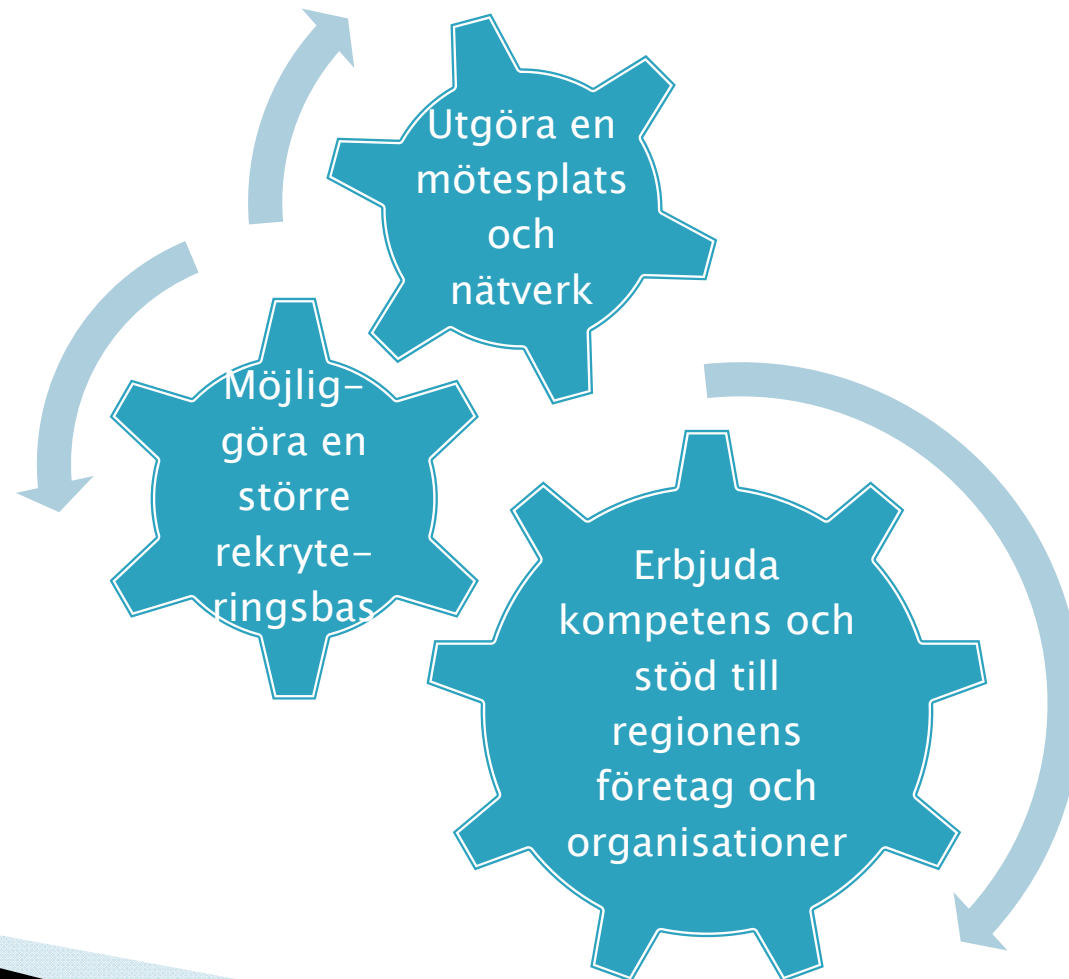 Utgöra en
mötesplats
och
nätverk
Möjlig-
göra en
större
rekryte-
ringsbas
Erbjuda
kompetens och
stöd till
regionens
företag och
organisationer